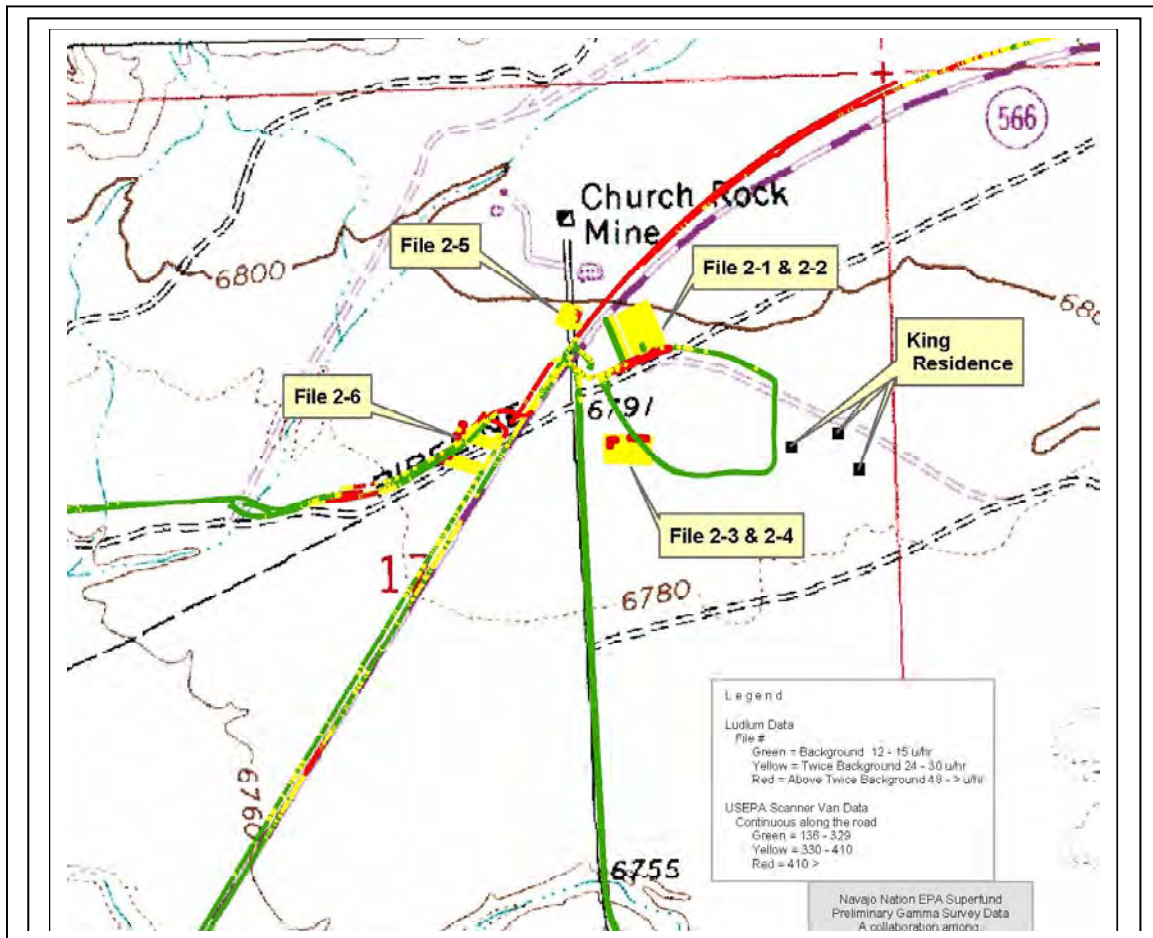 566
Church Rock
Mine
File 2-5
6800
File 2-1 & 2-2
King
Residence
File 2-6
6791
File 2-3 & 2-4
6780
6760
6755
Legend
Ludlum Data
File #
Green = Background 12 - 15 u/hr
Yellow = Twice Background 24 - 30 u/hr
Red = Above Twice Background 48 - > u/hr
USEPA Scanner Van Data
Continuous along the road
Green = 136 - 329
Yellow = 330 - 410
Red = 410 >
Navajo Nation EPA Superfund
Preliminary Gamma Survey Data
A collaboration among